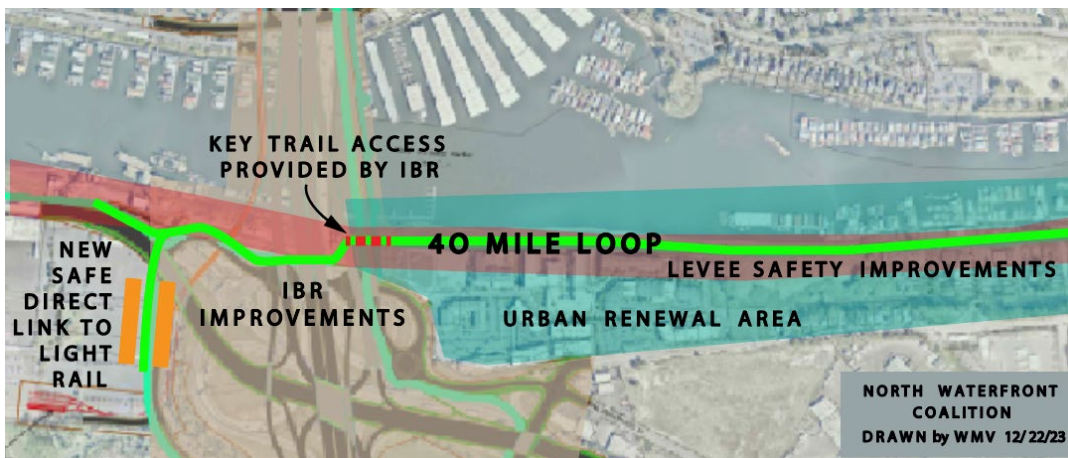 KEY TRAIL ACCESS
PROVIDED BY IBR
40 MILE LOOP
LEVEE SAFETY IMPROVEMENTS
NEW
SAFE
DIRECT
LINK TO
LIGHT
RAIL
IBR
IMPROVEMENTS
URBAN RENEWAL AREA
NORTH WATERFRONT
COALITION
DRAWN by WMV 12/22/23